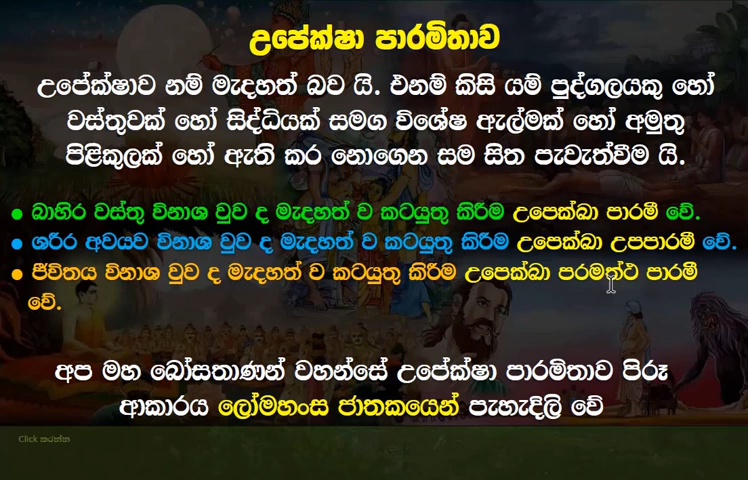 උපේක්ෂා පාරමිතාව
උපේක්ෂාව නම් මැදහත් බව යි. එනම් කිසි යම් පුද්ගලයකු හෝ
වස්තුවක් හෝ සිද්ධියක් සමග විශේෂ ඇල්මක් හෝ අමුතු
පිළිකුලක් හෝ ඇති කර නොගෙන සම සිත පැවැත්වීම යි.
● බාහිර වස්තු විනාශ වුව ද මැදහත් ව කටයුතු කිරීම උපෙක්ඛා පාරමී වේ.
● ශරීර අවයව විනාශ වුව ද මැදහත් ව කටයුතු කිරීම උපෙක්ඛා උපපාරමී වේ.
● ජීවිතය විනාශ වුව ද මැදහත් ව කටයුතු කිරීම උපෙක්ඛා පරමත්ථ පාරමී
වේ.
අප මහ බෝසතාණන් වහන්සේ උපේක්ෂා පාරමිතාව පිරූ
ආකාරය ලෝමහංස ජාතකයෙන් පැහැදිලි වේ
Click කරන්න